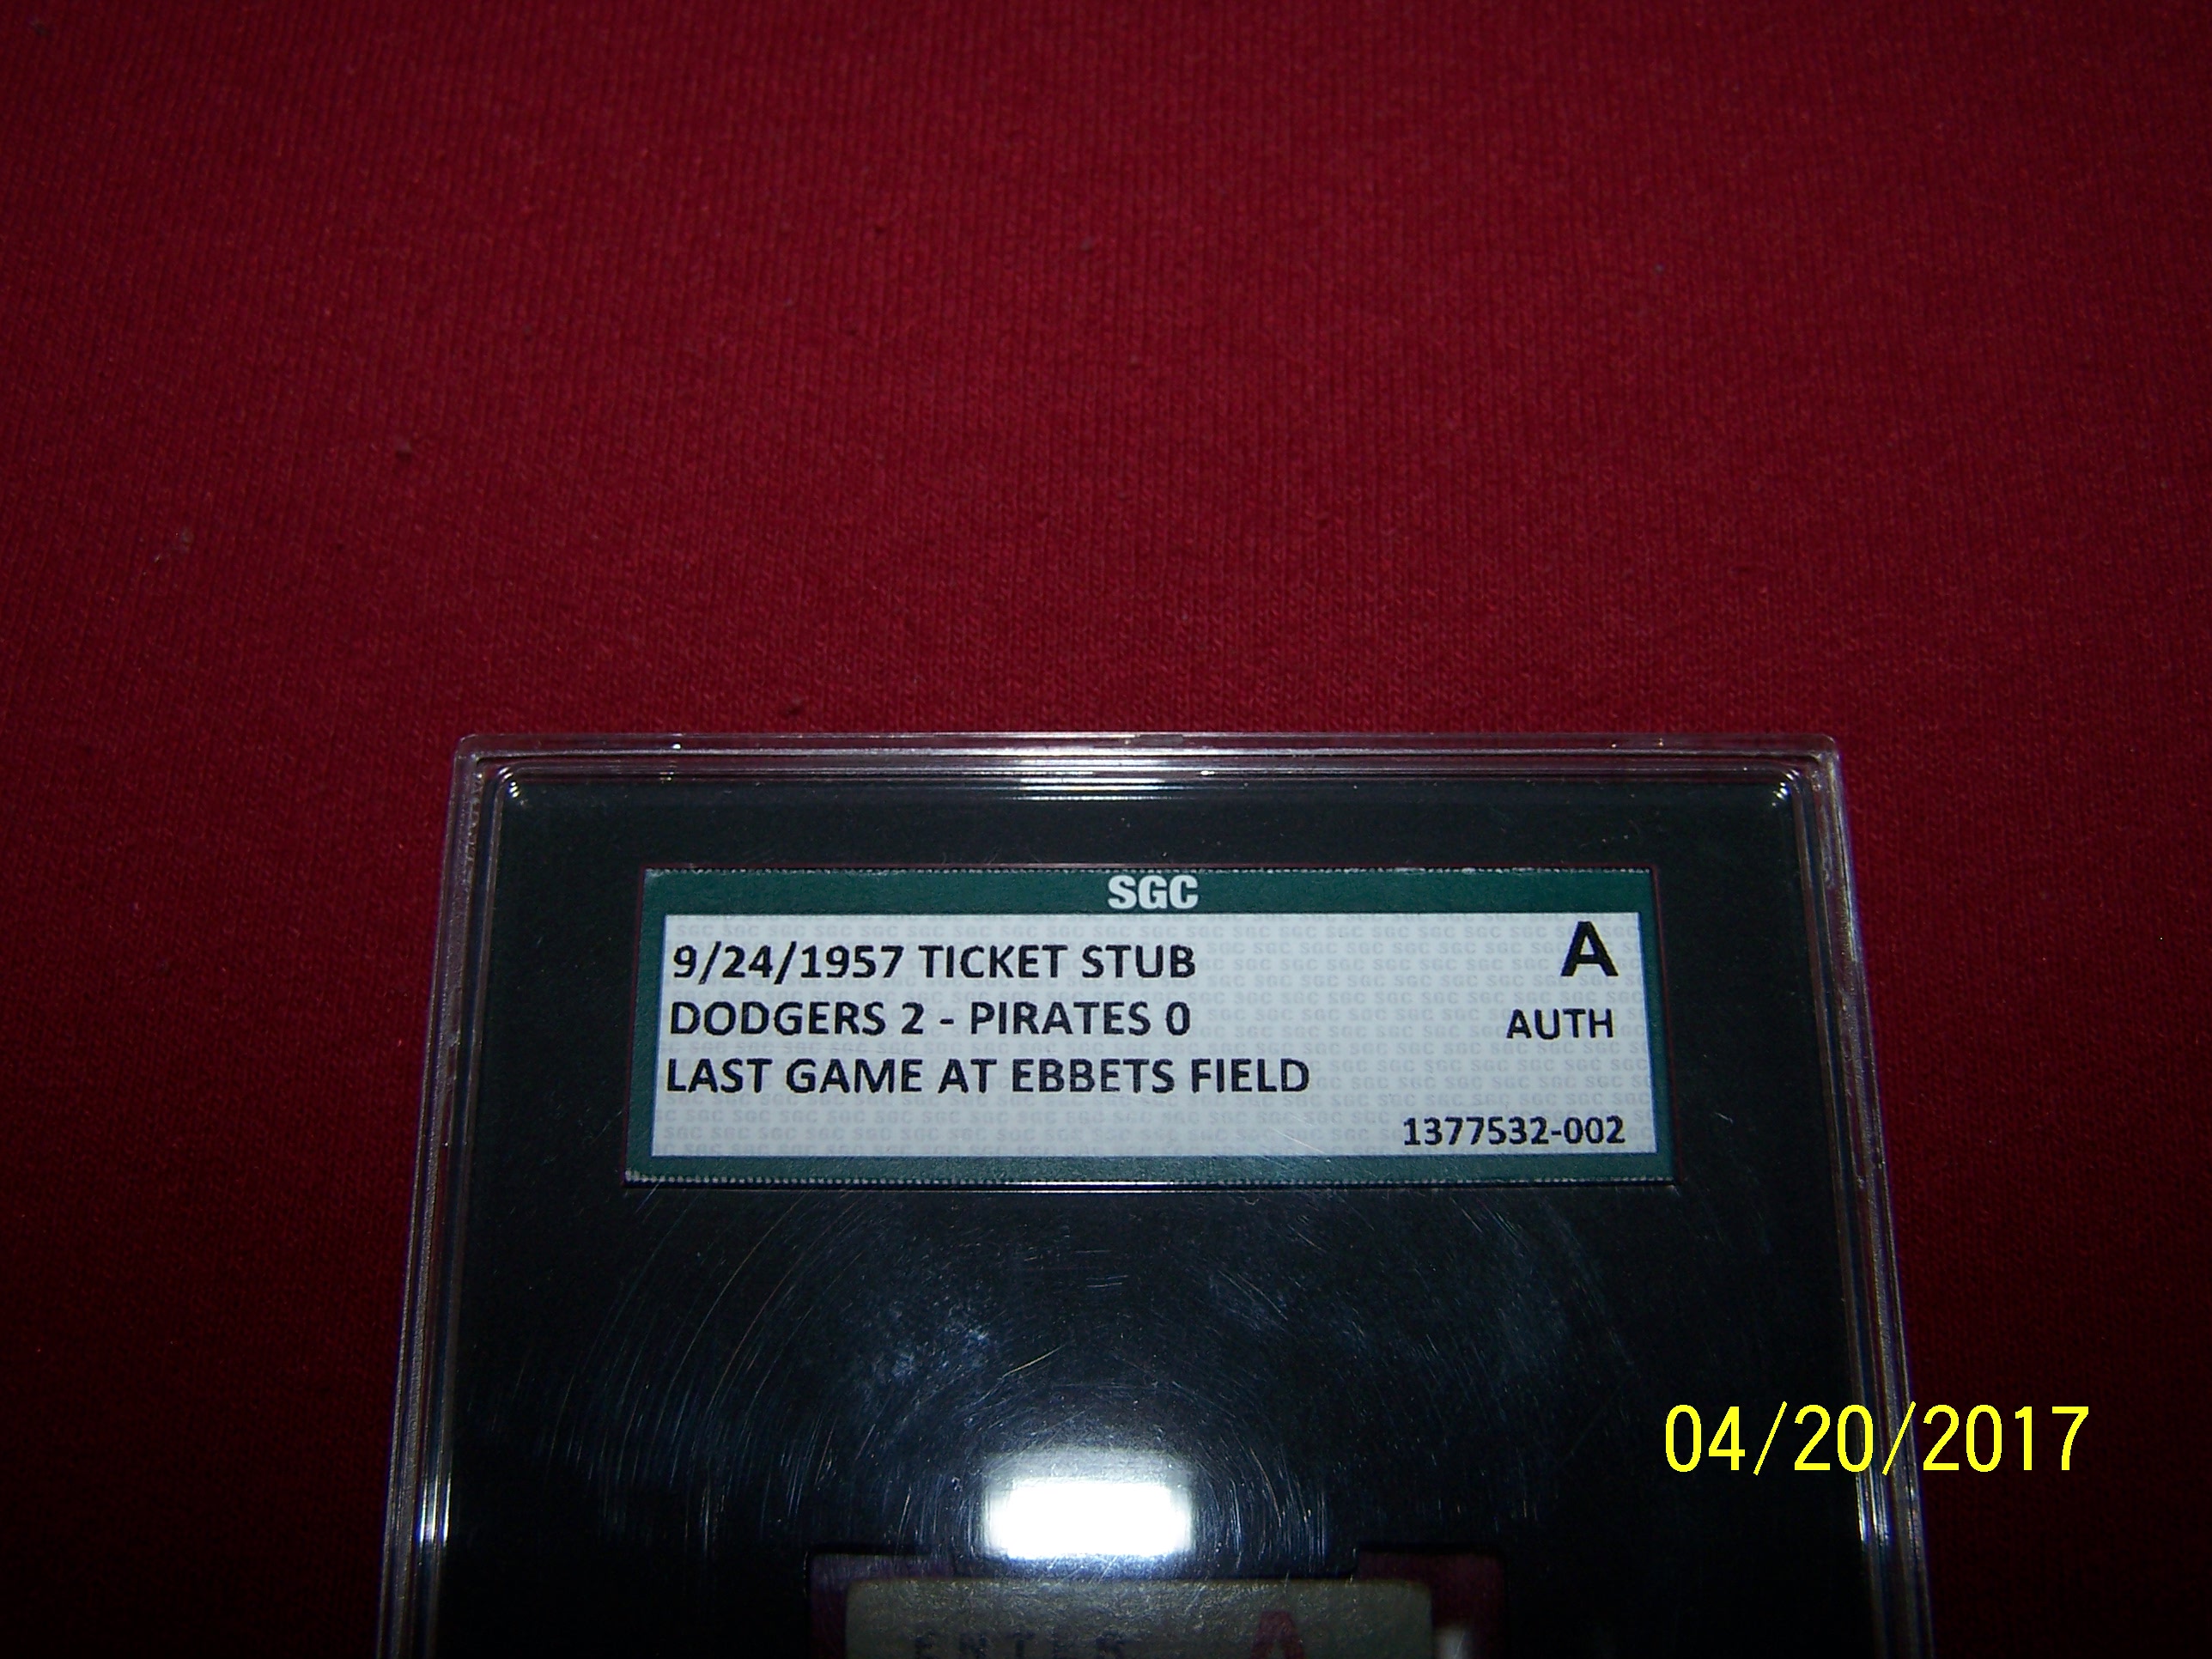 SGC
9/24/1957 TICKET STUB A
DODGERS 2 - PIRATES 0 AUTH
LAST GAME AT EBBETS FIELD
1377532-002
04/20/2017
A